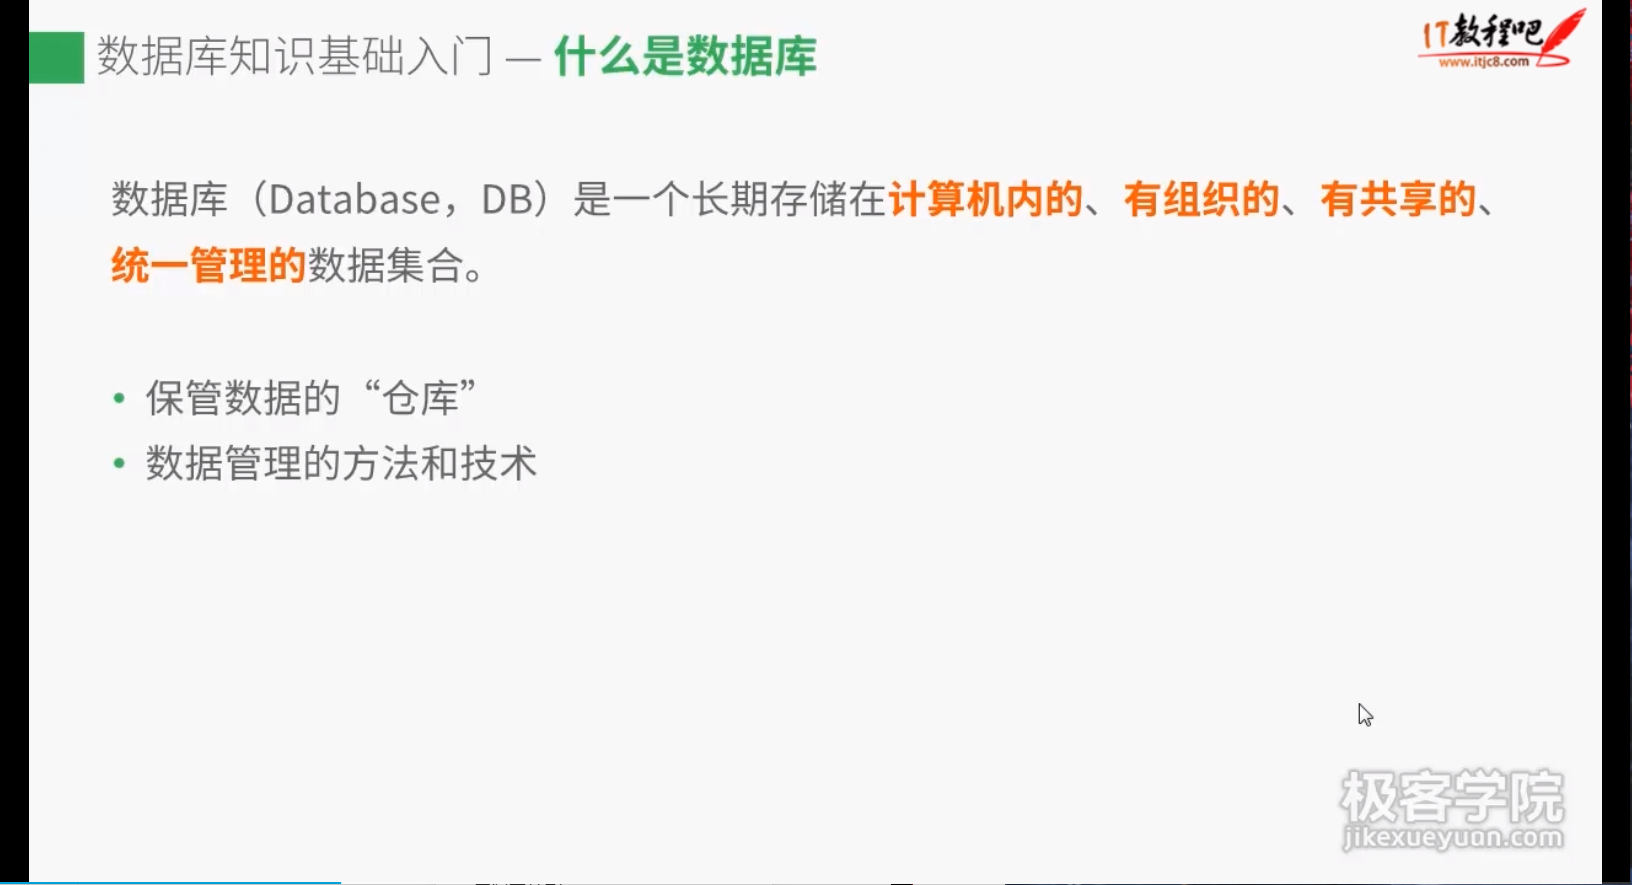 数据库知识基础入门 — 什么是数据库
IT教程吧
www.itjc8.com
数据库（Database，DB）是一个长期存储在计算机内的、有组织的、有共享的、
统一管理的数据集合。
• 保管数据的“仓库”
• 数据管理的方法和技术
极客学院
jikexueyuan.com